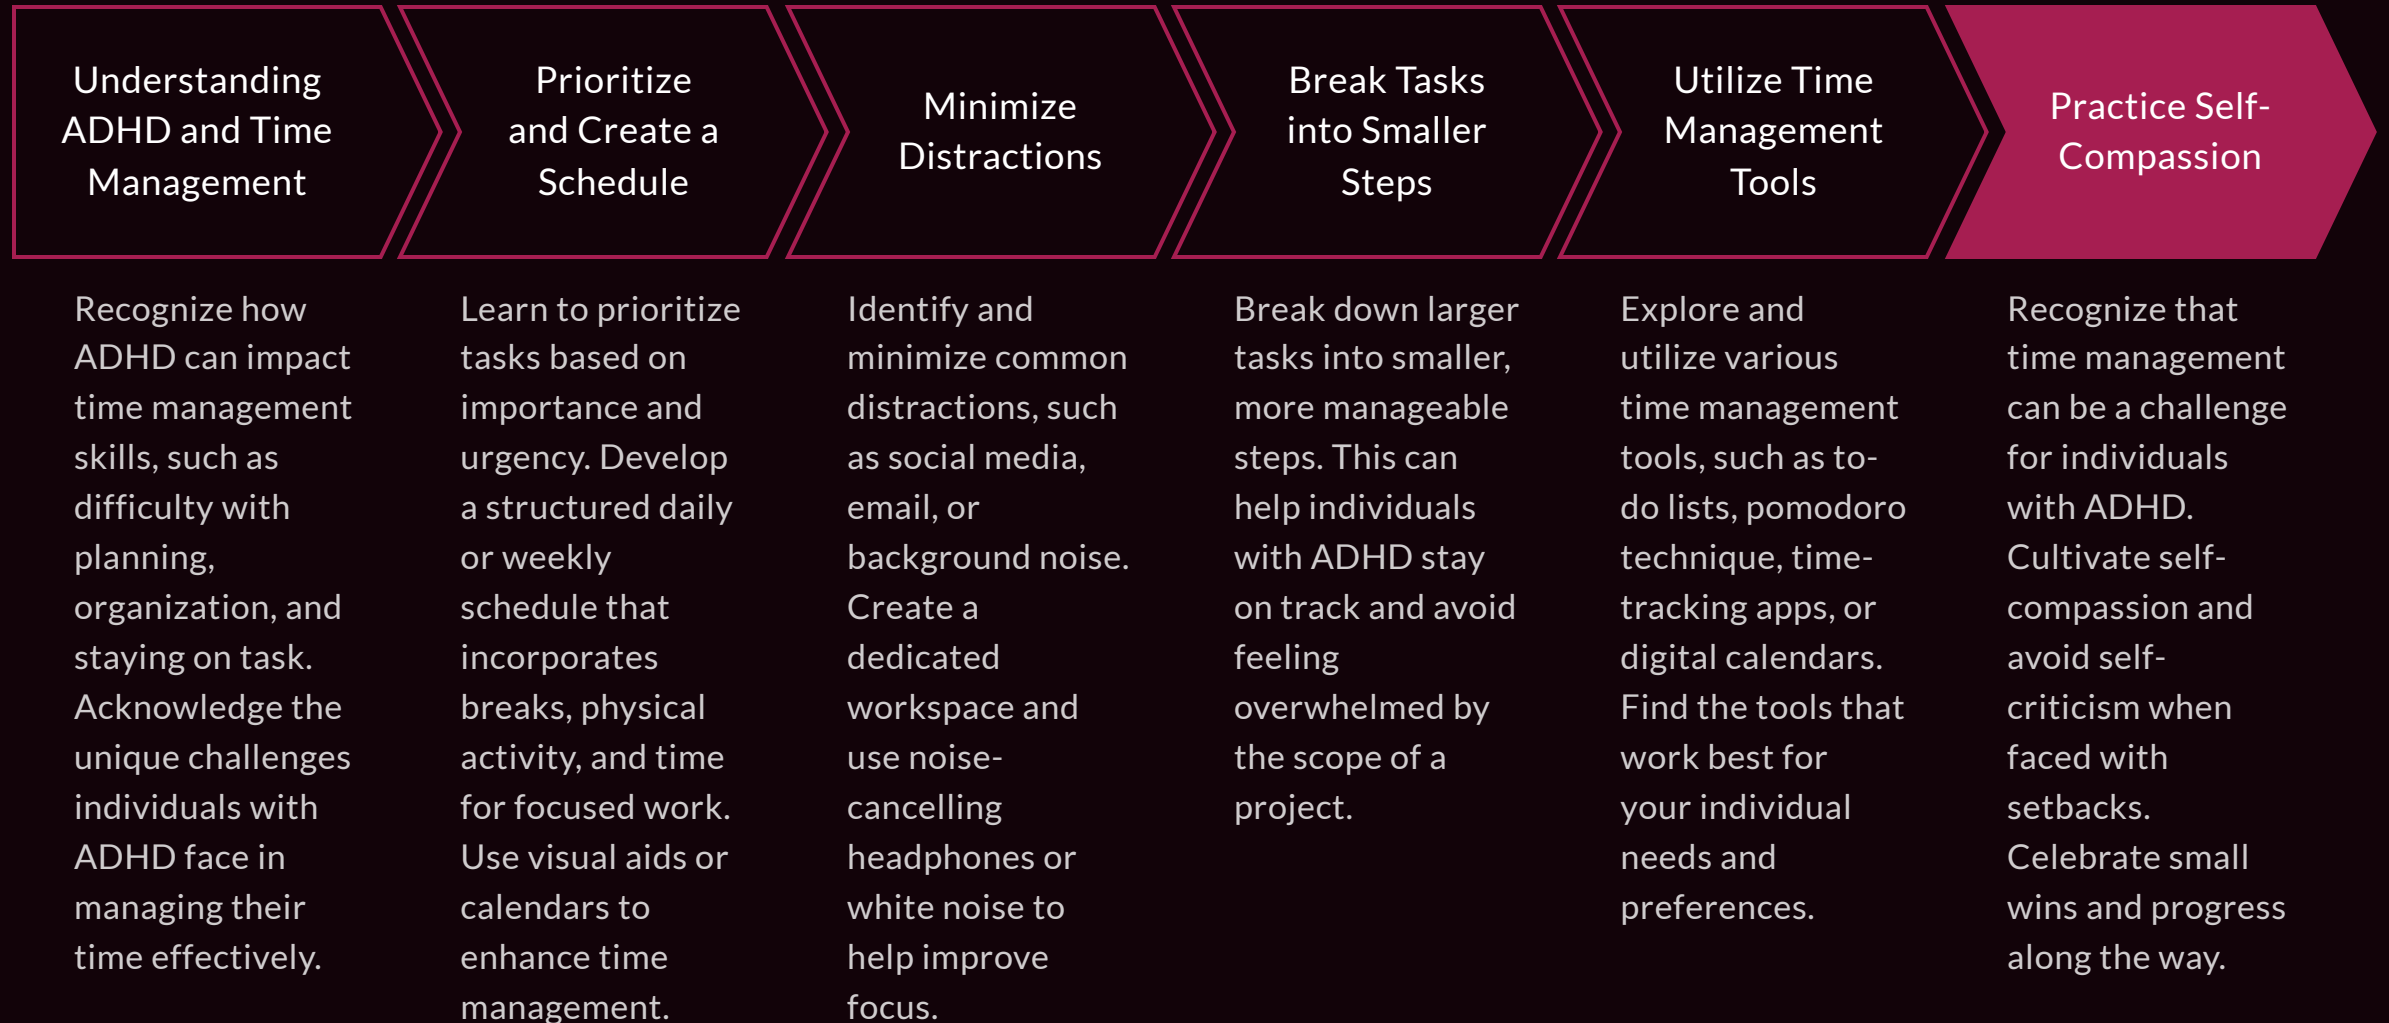 Understanding
ADHD and Time
Management
Prioritize
and Create a
Schedule
Minimize
Distractions
Break Tasks
into Smaller
Steps
Utilize Time
Management
Tools
Practice Self-
Compassion
Recognize how
ADHD can impact
time management
skills, such as
difficulty with
planning,
organization, and
staying on task.
Acknowledge the
unique challenges
individuals with
ADHD face in
managing their
time effectively.
Learn to prioritize
tasks based on
importance and
urgency. Develop
a structured daily
or weekly
schedule that
incorporates
breaks, physical
activity, and time
for focused work.
Use visual aids or
calendars to
enhance time
management.
Identify and
minimize common
distractions, such
as social media,
email, or
background noise.
Create a
dedicated
workspace and
use noise-
cancelling
headphones or
white noise to
help improve
focus.
Break down larger
tasks into smaller,
more manageable
steps. This can
help individuals
with ADHD stay
on track and avoid
feeling
overwhelmed by
the scope of a
project.
Explore and
utilize various
time management
tools, such as to-
do lists, pomodoro
technique, time-
tracking apps, or
digital calendars.
Find the tools that
work best for
your individual
needs and
preferences.
Recognize that
time management
can be a challenge
for individuals
with ADHD.
Cultivate self-
compassion and
avoid self-
criticism when
faced with
setbacks.
Celebrate small
wins and progress
along the way.